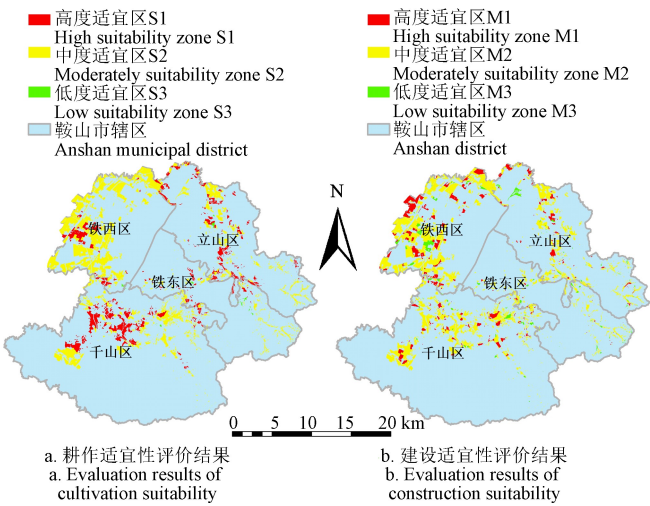 高度适宜区S1
High suitability zone S1
中度适宜区S2
Moderately suitability zone S2
低度适宜区S3
Low suitability zone S3
鞍山市辖区
Anshan municipal district
高度适宜区M1
High suitability zone M1
中度适宜区M2
Moderately suitability zone M2
低度适宜区M3
Low suitability zone M3
鞍山市辖区
Anshan district
铁西区
立山区
铁东区
千山区
N
铁西区
立山区
铁东区
千山区
0 5 10 15 20 km
a. 耕作适宜性评价结果
a. Evaluation results of
cultivation suitability
b. 建设适宜性评价结果
b. Evaluation results of
construction suitability